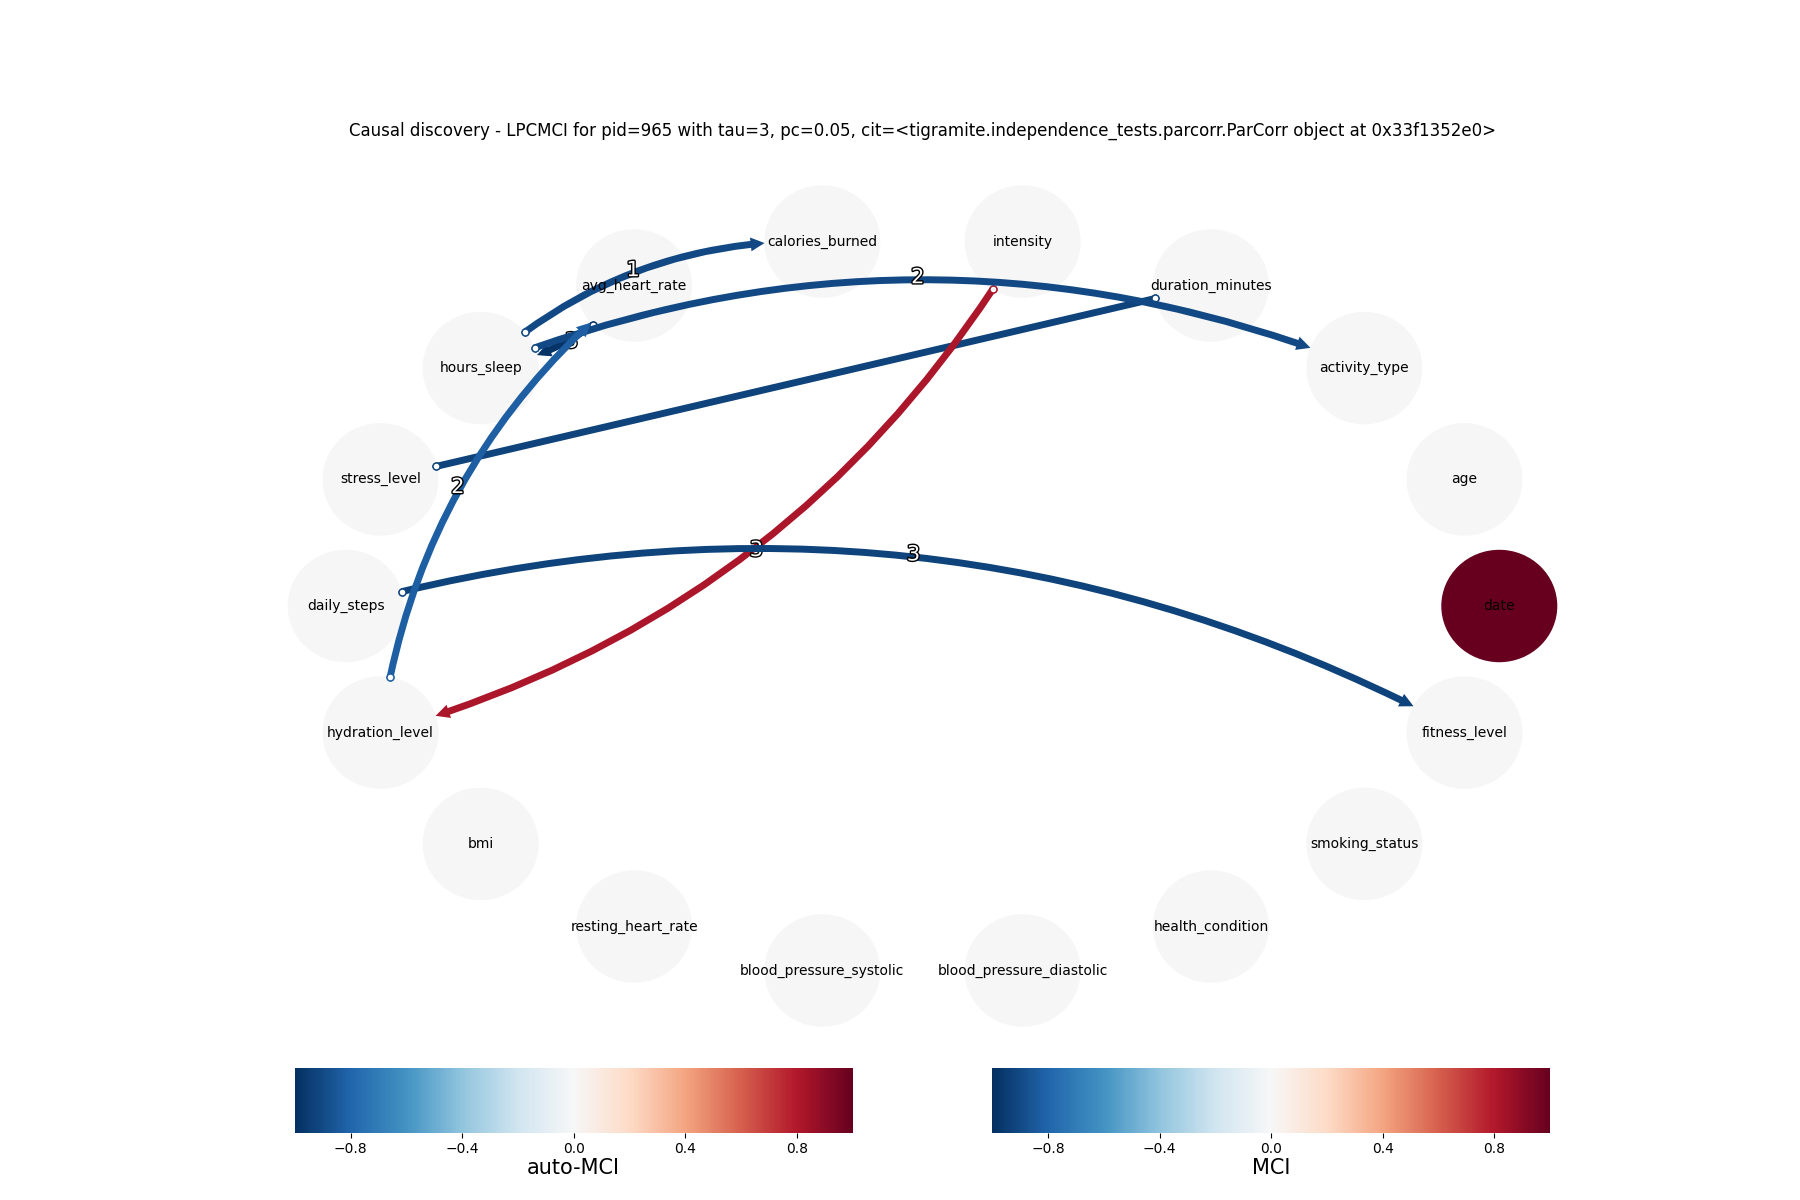 Causal discovery - LPCMCI for pid=965 with tau=3, pc=0.05, cit=<tigramite.independence_tests.parcorr.ParCorr object at 0x33f1352e0>
calories_burned
intensity
1
2
avg_heart_rate
duration_minutes
3
hours_sleep
activity_type
stress_level
age
2
3
3
daily_steps
date
hydration_level
fitness_level
bmi
smoking_status
resting_heart_rate
health_condition
blood_pressure_systolic
blood_pressure_diastolic
−0.8 −0.4 0.0 0.4 0.8
auto-MCI
−0.8 −0.4 0.0 0.4 0.8
MCI